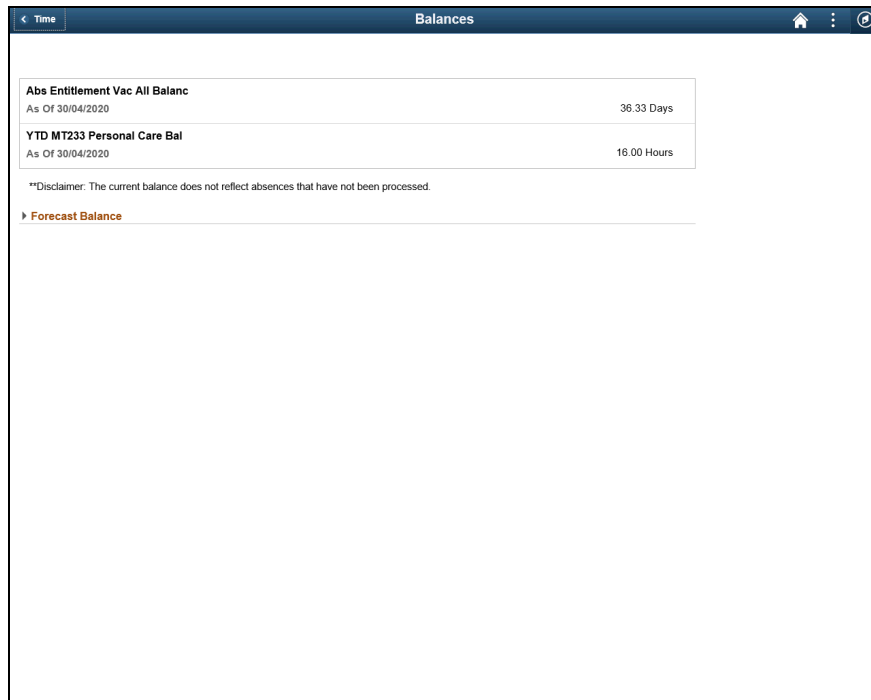 Time
Balances
Abs Entitlement Vac All Balanc
As Of 30/04/2020
36.33 Days
YTD MT233 Personal Care Bal
As Of 30/04/2020
16.00 Hours
**Disclaimer: The current balance does not reflect absences that have not been processed.
Forecast Balance